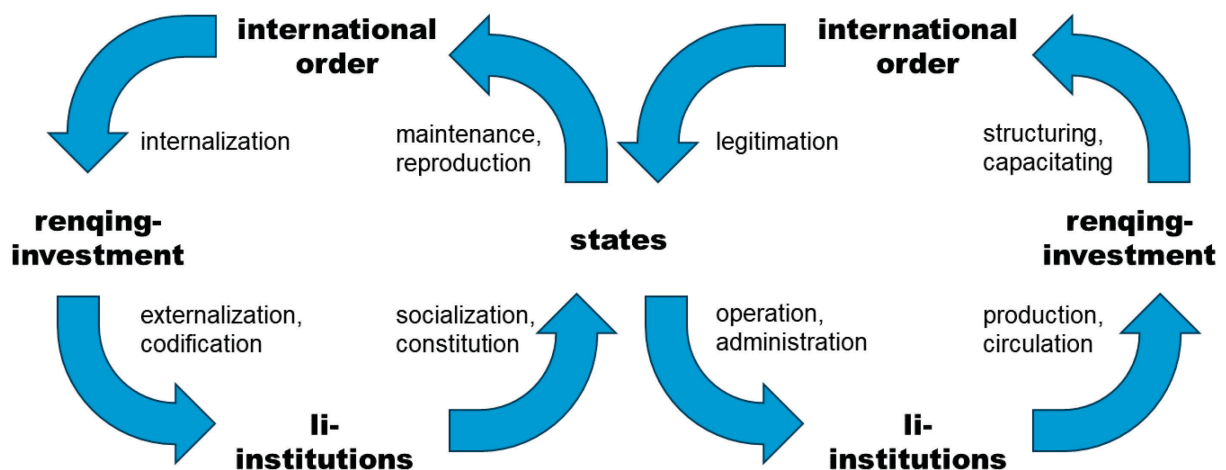 international
order
international
order
internalization
maintenance,
reproduction
legitimation
structuring,
capacitating
renqing-
investment
states
renqing-
investment
externalization,
codification
socialization,
constitution
operation,
administration
production,
circulation
li-
institutions
li-
institutions